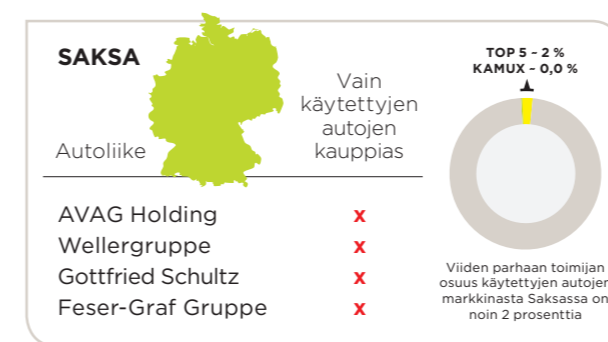 SAKSA
Autoliike
Vain
käytettyjen
autojen
kauppias
AVAG Holding x
Wellergruppe x
Gottfried Schultz x
Feser-Graf Gruppe x
TOP 5 - 2 %
KAMUX - 0,0 %
Viiden parhaan toimijan
osuus käytettyjen autojen
markkinasta Saksassa on
noin 2 prosenttia